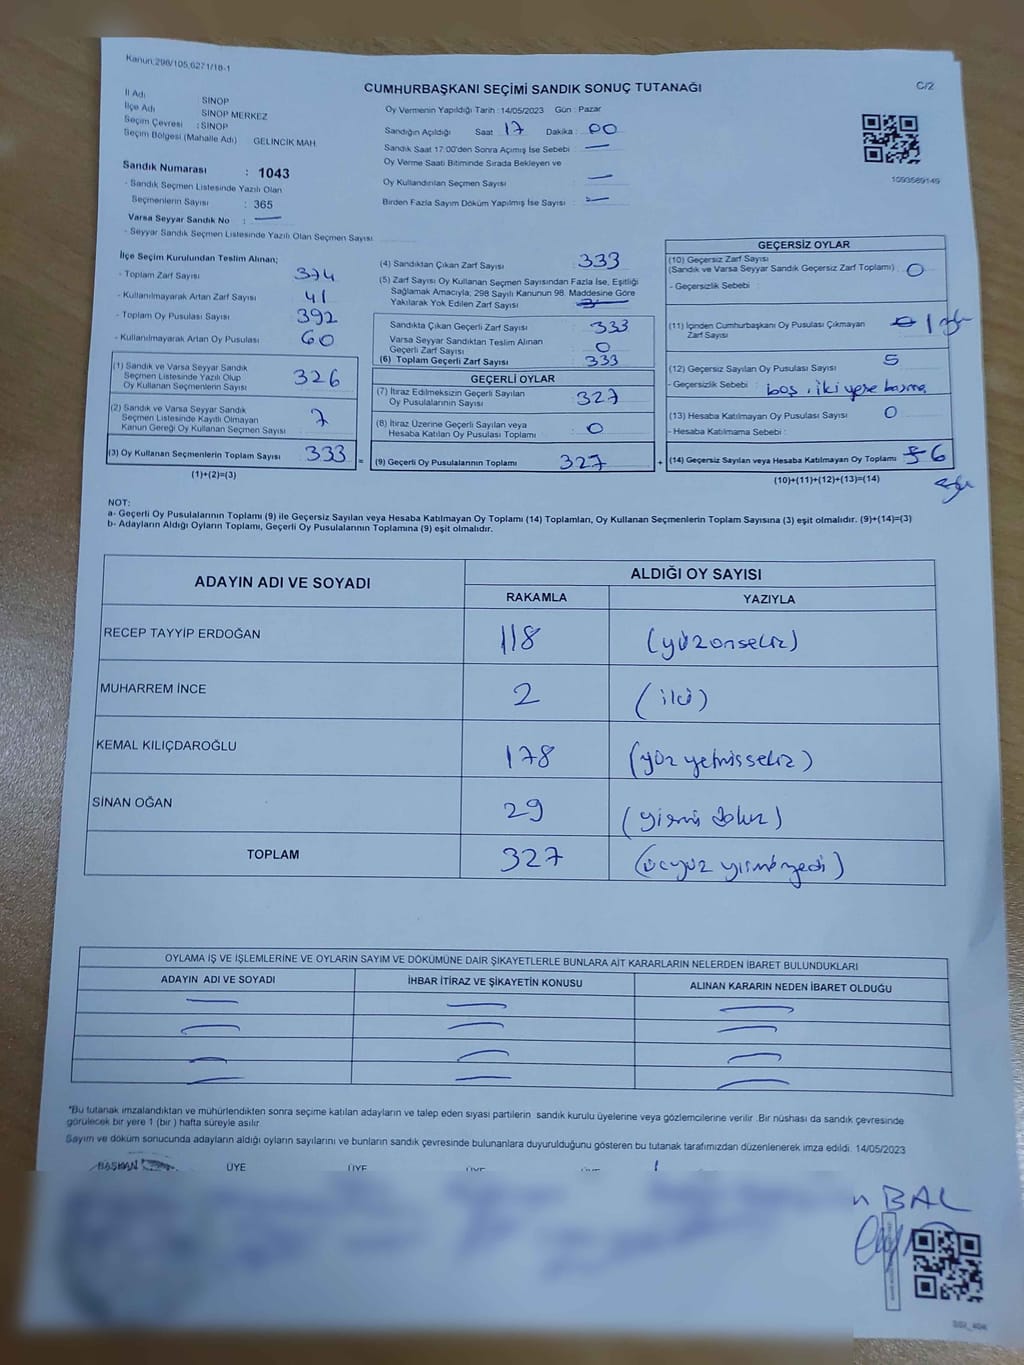 Kanun:298/105,6271/18-1
CUMHURBAŞKANI SEÇİMİ SANDIK SONUÇ TUTANAĞI
C/2
İl Adı : SINOP
İlçe Adı : SINOP MERKEZ
Seçim Çevresi : SINOP
Seçim Bölgesi (Mahalle Adı) GELINCIK MAH.
Sandık Numarası : 1043
- Sandık Seçmen Listesinde Yazılı Olan
Seçmenlerin Sayısı : 365
Varsa Seyyar Sandık No : —
- Seyyar Sandık Seçmen Listesinde Yazılı Olan Seçmen Sayısı
Oy Vermenin Yapıldığı Tarih : 14/05/2023 Gün : Pazar
Sandığın Açıldığı Saat 17 Dakika : 00
Sandık Saat 17:00'den Sonra Açımış İse Sebebi : —
Oy Verme Saati Bitiminde Sırada Bekleyen ve
Oy Kullandırılan Seçmen Sayısı : —
Birden Fazla Sayım Döküm Yapılmış İse Sayısı : —
1093589149
İlçe Seçim Kurulundan Teslim Alınan;
- Toplam Zarf Sayısı 374
- Kullanılmayarak Artan Zarf Sayısı 41
- Toplam Oy Pusulası Sayısı 392
- Kullanılmayarak Artan Oy Pusulası 60
(1) Sandık ve Varsa Seyyar Sandık
Seçmen Listesinde Yazılı Olup
Oy Kullanan Seçmenlerin Sayısı 326
(2) Sandık ve Varsa Seyyar Sandık
Seçmen Listesinde Kayıtlı Olmayan
Kanun Gereği Oy Kullanan Seçmen Sayısı 7
(3) Oy Kullanan Seçmenlerin Toplam Sayısı : 333 =
(1)+(2)=(3)
(4) Sandıktan Çıkan Zarf Sayısı : 333
(5) Zarf Sayısı Oy Kullanan Seçmen Sayısından Fazla İse, Eşitliği
Sağlamak Amacıyla, 298 Sayılı Kanunun 98. Maddesine Göre
Yakılarak Yok Edilen Zarf Sayısı
Sandıkta Çıkan Geçerli Zarf Sayısı : 333
Varsa Seyyar Sandıktan Teslim Alınan
Geçerli Zarf Sayısı : 0
(6) Toplam Geçerli Zarf Sayısı : 333
GEÇERLİ OYLAR
(7) İtiraz Edilmeksizin Geçerli Sayılan
Oy Pusulalarının Sayısı : 327
(8) İtiraz Üzerine Geçerli Sayılan veya
Hesaba Katılan Oy Pusulası Toplamı : 0
(9) Geçerli Oy Pusulalarının Toplamı : 327 +
GEÇERSİZ OYLAR
(10) Geçersiz Zarf Sayısı
(Sandık ve Varsa Seyyar Sandık Geçersiz Zarf Toplamı) : 0
- Geçersizlik Sebebi :
(11) İçinden Cumhurbaşkanı Oy Pusulası Çıkmayan
Zarf Sayısı : 0 1
(12) Geçersiz Sayılan Oy Pusulası Sayısı : 5
- Geçersizlik Sebebi : boş, iki yere basma
(13) Hesaba Katılmayan Oy Pusulası Sayısı : 0
- Hesaba Katılmama Sebebi :
(14) Geçersiz Sayılan veya Hesaba Katılmayan Oy Toplamı : 5 6
(10)+(11)+(12)+(13)=(14)
NOT:
a- Geçerli Oy Pusulalarının Toplamı (9) ile Geçersiz Sayılan veya Hesaba Katılmayan Oy Toplamı (14) Toplamları, Oy Kullanan Seçmenlerin Toplam Sayısına (3) eşit olmalıdır. (9)+(14)=(3)
b- Adayların Aldığı Oyların Toplamı, Geçerli Oy Pusulalarının Toplamına (9) eşit olmalıdır.
ADAYIN ADI VE SOYADI ALDIĞI OY SAYISI
RAKAMLA YAZIYLA
RECEP TAYYİP ERDOĞAN 118 (yüzonsekiz)
MUHARREM İNCE 2 (iki)
KEMAL KILIÇDAROĞLU 178 (yüz yetmişsekiz)
SİNAN OĞAN 29 (yirmi dokuz)
TOPLAM 327 (üçyüz yirmiyedi)
OYLAMA İŞ VE İŞLEMLERİNE VE OYLARIN SAYIM VE DÖKÜMÜNE DAİR ŞİKAYETLERLE BUNLARA AİT KARARLARIN NELERDEN İBARET BULUNDUKLARI
ADAYIN ADI VE SOYADI İHBAR İTİRAZ VE ŞİKAYETİN KONUSU ALINAN KARARIN NEDEN İBARET OLDUĞU
*Bu tutanak imzalandıktan ve mühürlendikten sonra seçime katılan adayların ve talep eden siyasi partilerin sandık kurulu üyelerine veya gözlemcilerine verilir .Bir nüshası da sandık çevresinde
görülecek bir yere 1 (bir ) hafta süreyle asılır.
Sayım ve döküm sonucunda adayların aldığı oyların sayılarını ve bunların sandık çevresinde bulunanlara duyurulduğunu gösteren bu tutanak tarafımızdan düzenlenerek imza edildi. 14/05/2023
BAŞKAN ÜYE ÜYE ÜYE
BAL